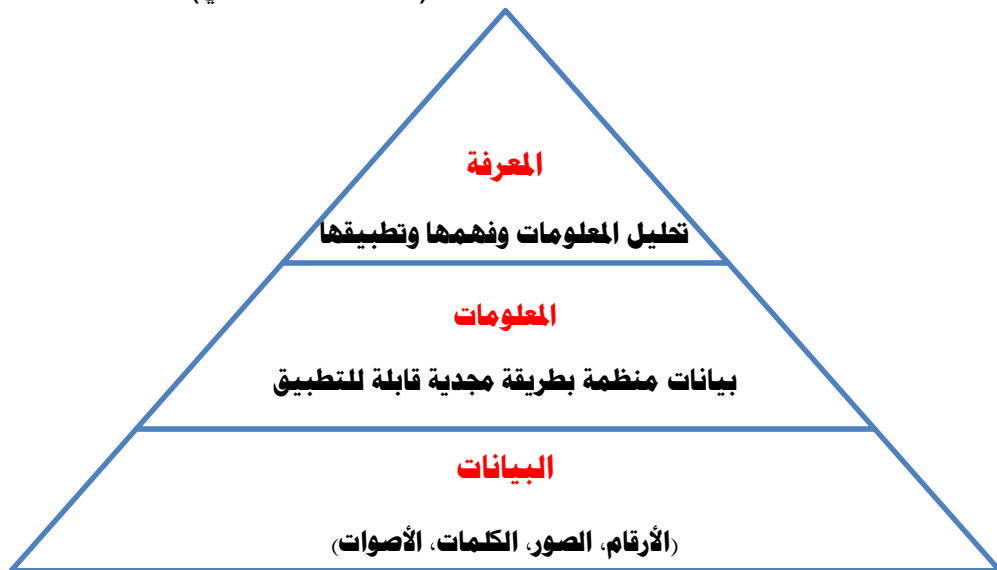 المعرفة
تحليل المعلومات وفهمها وتطبيقها
المعلومات
بيانات منظمة بطريقة مجدية قابلة للتطبيق
البيانات
(الأرقام، الصور، الكلمات، الأصوات)